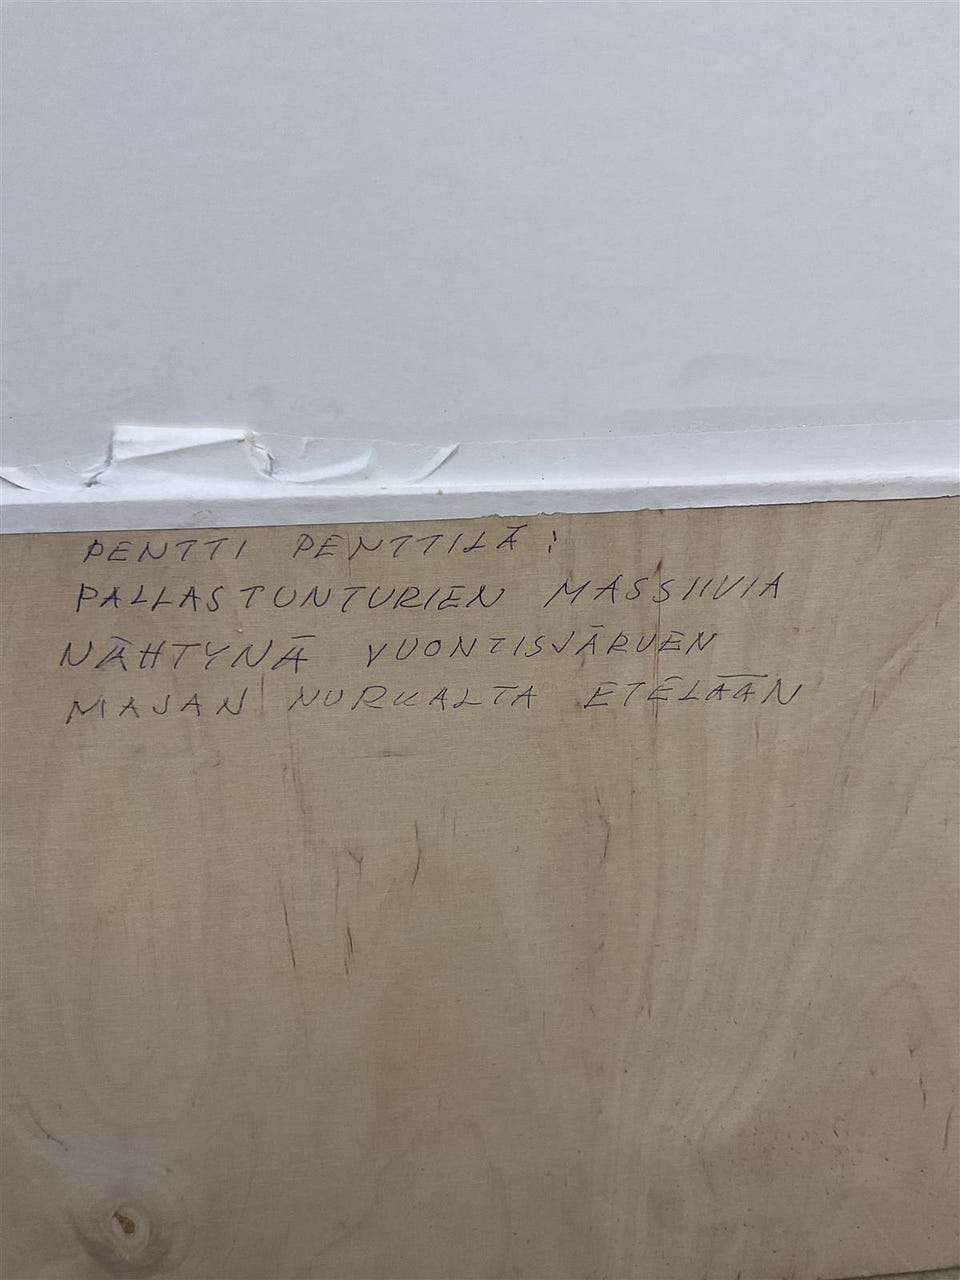 PENTTI PENTTILÄ:
PALLASTUNTURIEN MASSIIVIA
NÄHTYNÄ VUONTISJÄRVEN
MAJAN NURKALTA ETELÄÄN